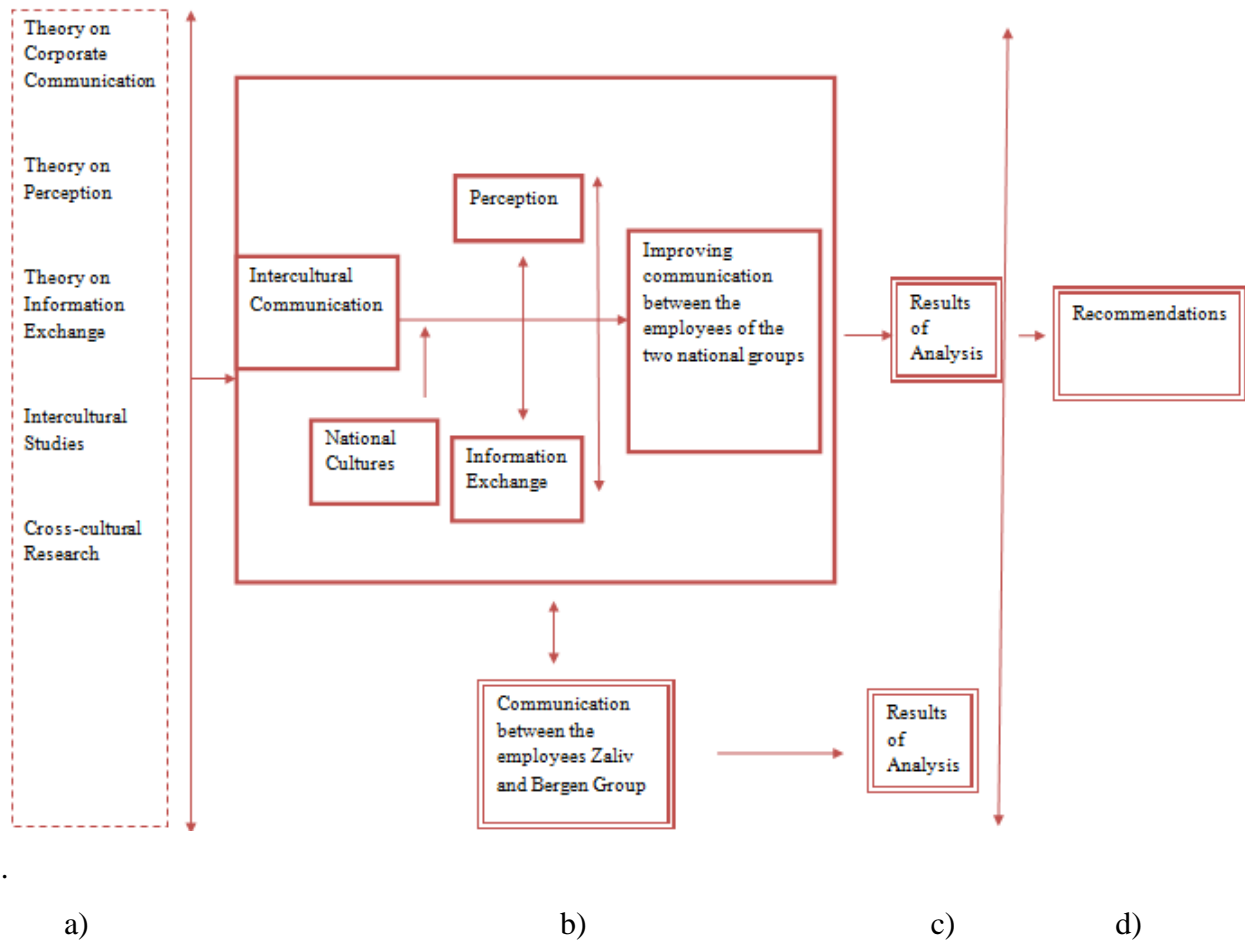 Theory on
Corporate
Communication
Theory on
Perception
Theory on
Information
Exchange
Intercultural
Studies
Cross-cultural
Research
Intercultural
Communication
National
Cultures
Perception
Information
Exchange
Improving
communication
between the
employees of the
two national
groups
Communication
between the
employees Zaliv
and Bergen Group
Results
of
Analysis
Results
of
Analysis
Recommendations
.
a)
b)
c)
d)